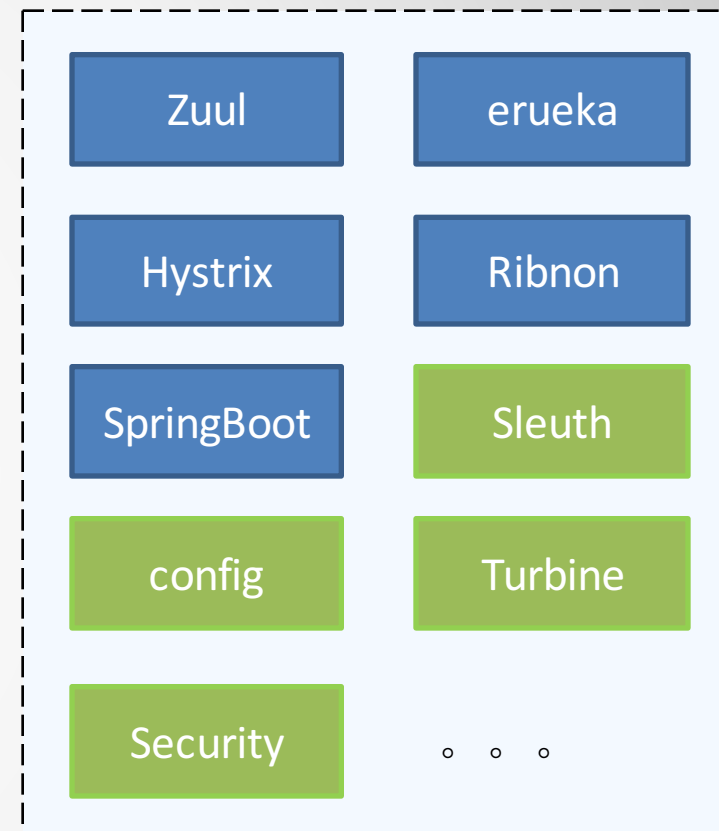 Zuul
erueka
Hystrix
Ribnon
SpringBoot
Sleuth
config
Turbine
Security
。。。